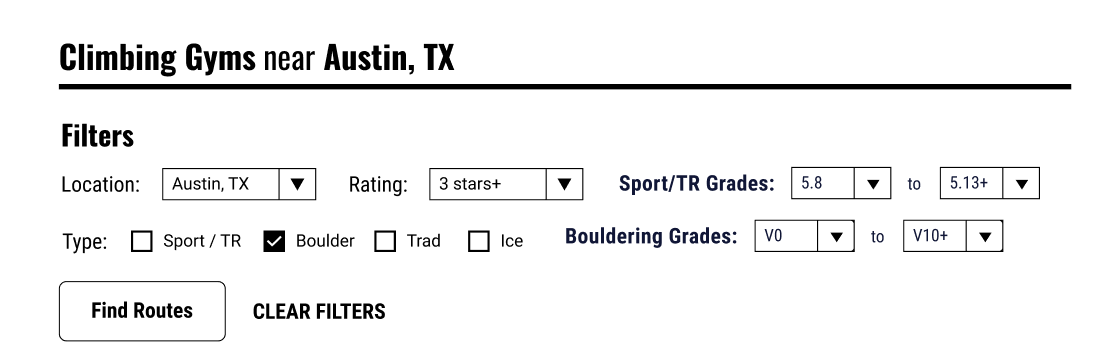 Climbing Gyms near Austin, TX
Filters
Location: Austin, TX Rating: 3 stars+ Sport/TR Grades: 5.8 to 5.13+
Type: Sport / TR Boulder Trad Ice Bouldering Grades: V0 to V10+
Find Routes CLEAR FILTERS